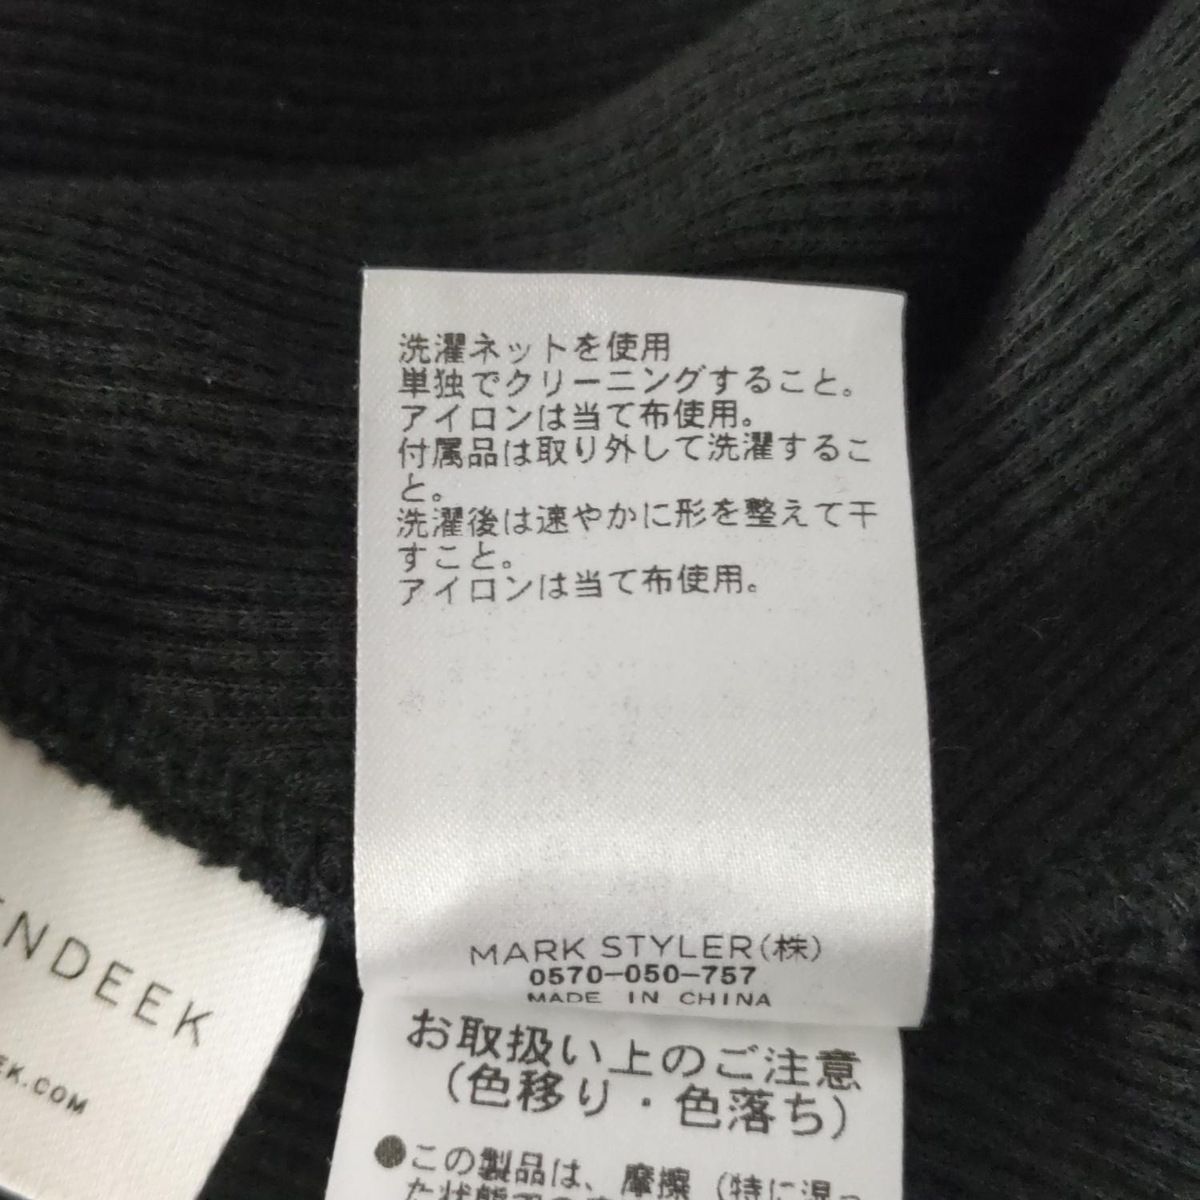 洗濯ネットを使用
単独でクリーニングすること。
アイロンは当て布使用。
付属品は取り外して洗濯するこ
と。
洗濯後は速やかに形を整えて干
すこと。
アイロンは当て布使用。
MARK STYLER(株)
0570-050-757
MADE IN CHINA
お取扱い上のご注意
(色移り・色落ち)
●この製品は、摩擦(特に湿っ
た状態での
NDEEK
EK.COM